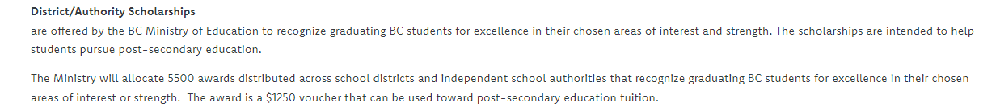 District/Authority Scholarships
are offered by the BC Ministry of Education to recognize graduating BC students for excellence in their chosen areas of interest and strength. The scholarships are intended to help
students pursue post-secondary education.
The Ministry will allocate 5500 awards distributed across school districts and independent school authorities that recognize graduating BC students for excellence in their chosen
areas of interest or strength.  The award is a $1250 voucher that can be used toward post-secondary education tuition.